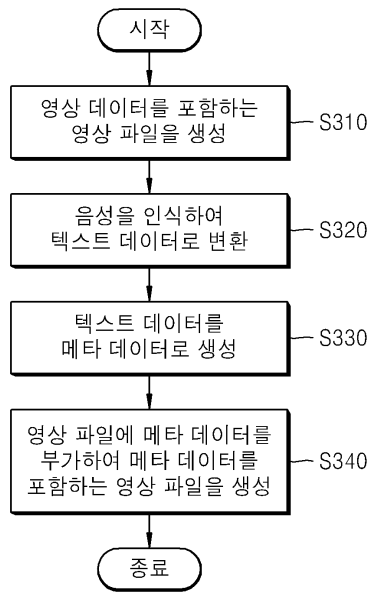 시작
영상 데이터를 포함하는
영상 파일을 생성
S310
음성을 인식하여
텍스트 데이터로 변환
S320
텍스트 데이터를
메타 데이터로 생성
S330
영상 파일에 메타 데이터를
부가하여 메타 데이터를
포함하는 영상 파일을 생성
S340
종료